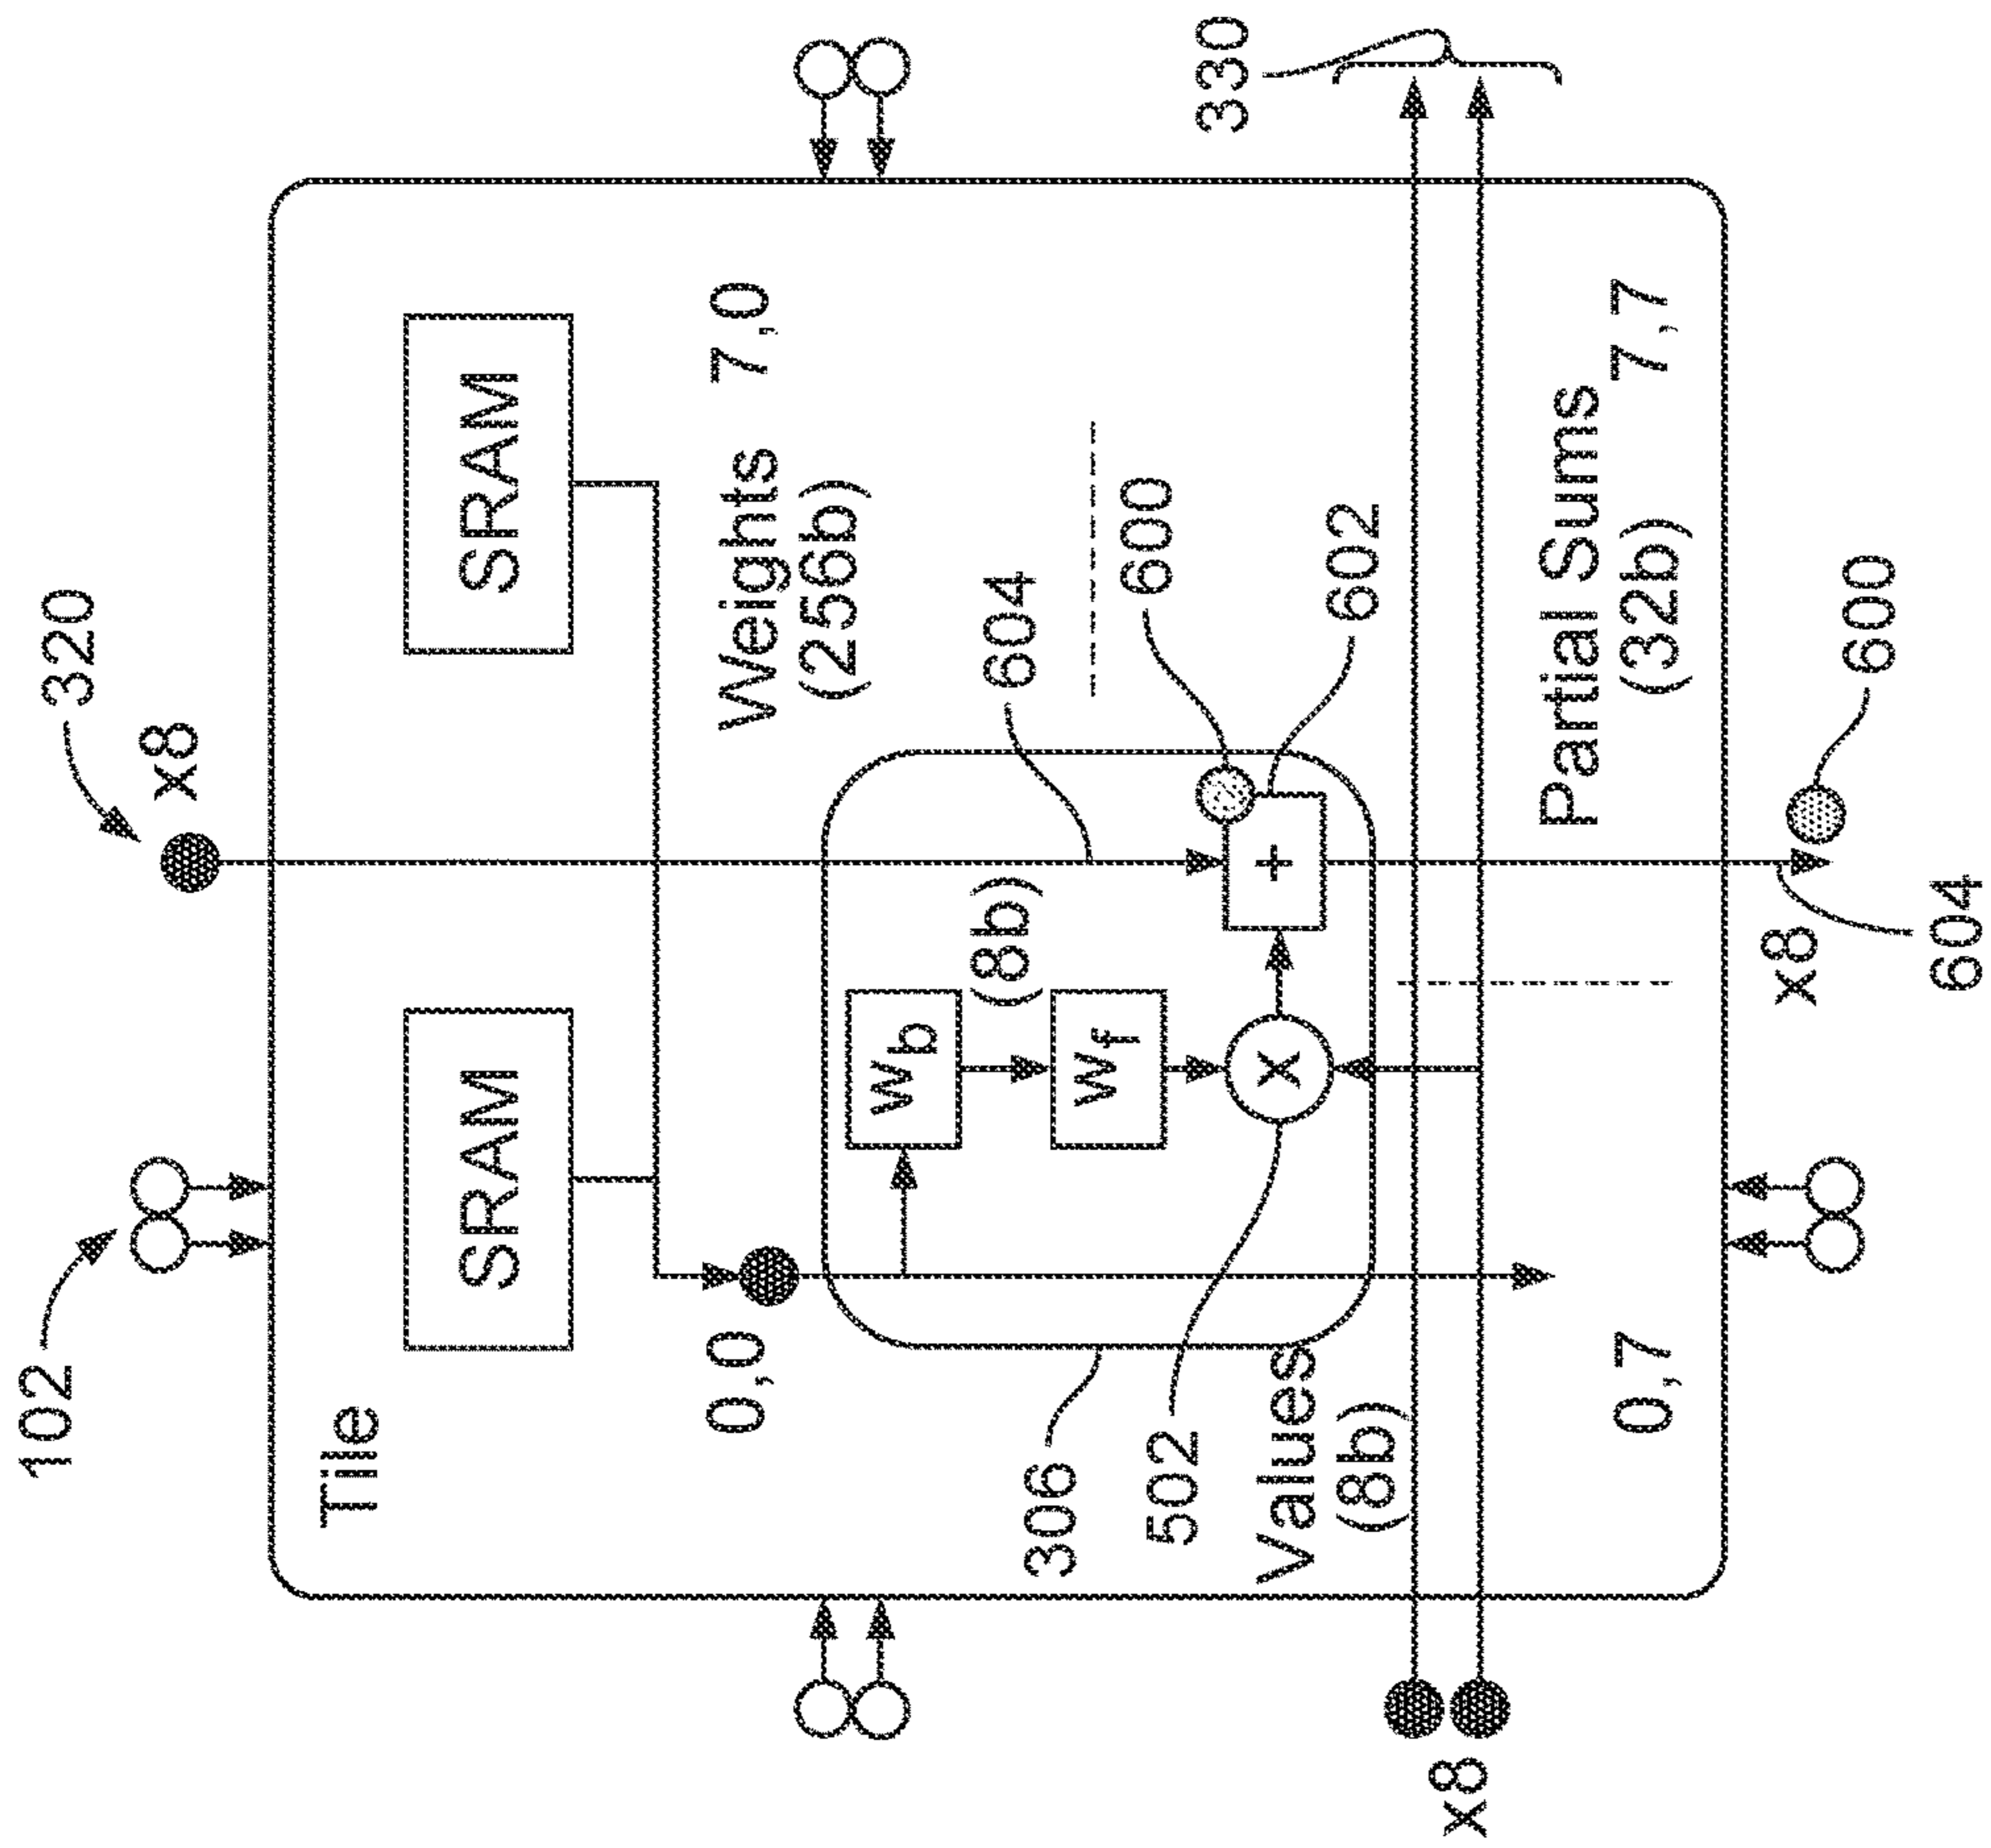 102
320
x8
Tile
SRAM
SRAM
0,0
Weights
(256b)
7,0
w_b
(8b)
604
306
w_f
600
502
330
Values
(8b)
x
+
602
x8
Partial Sums
(32b)
0,7
7,7
x8
600
604